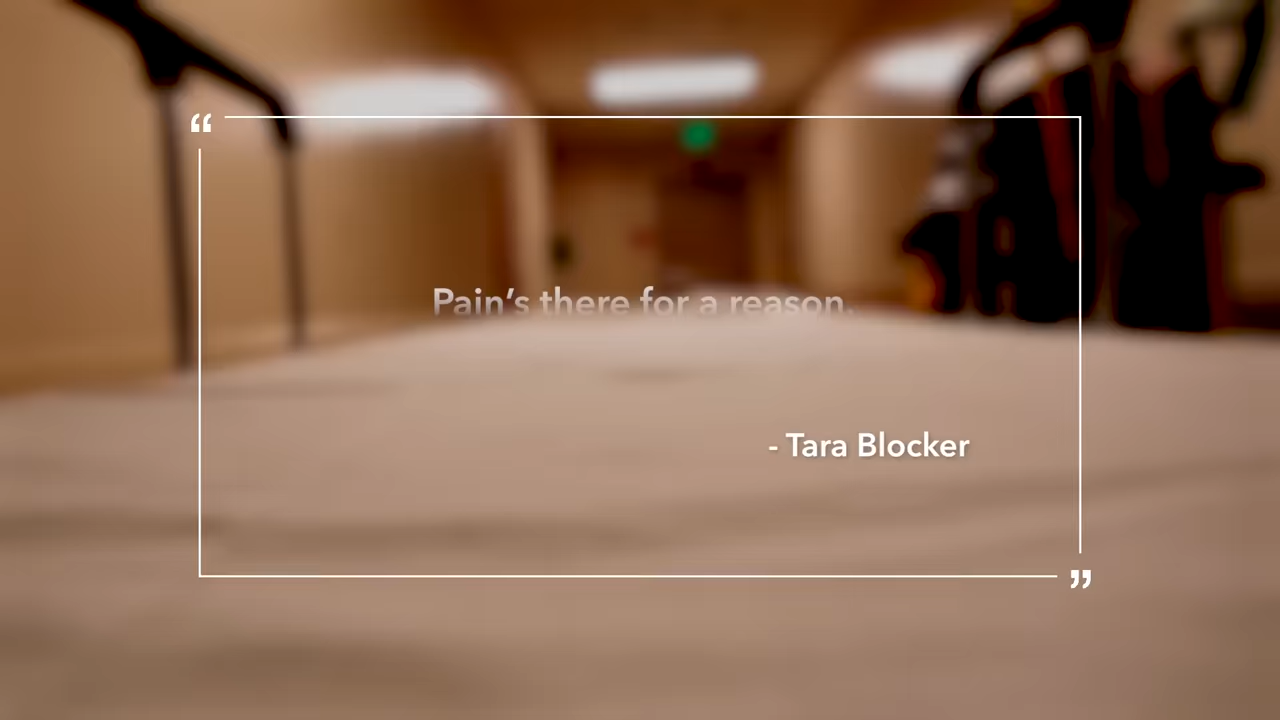 “
Pain’s there for a reason.
- Tara Blocker
”